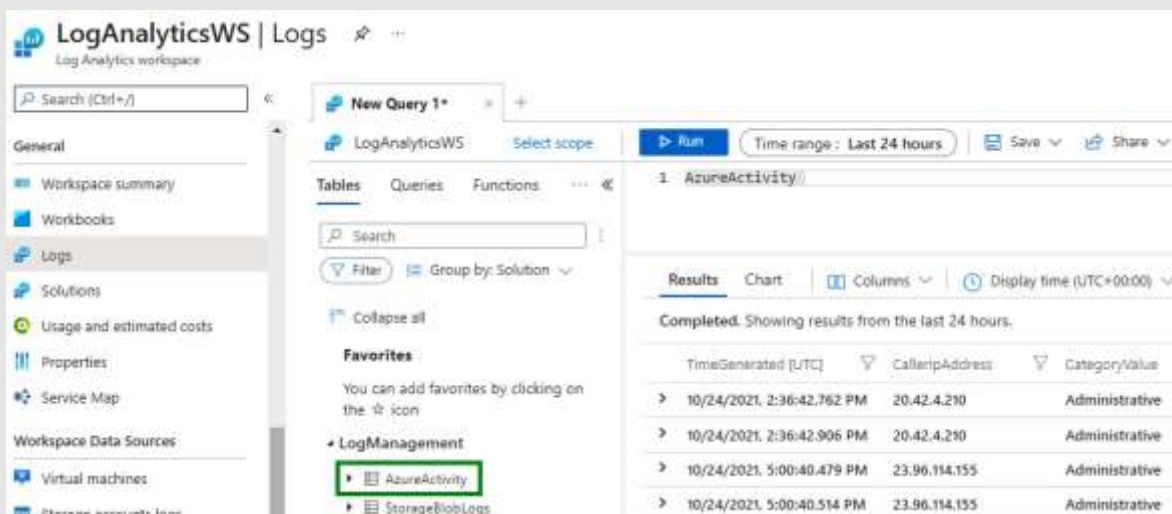 LogAnalyticsWS | Logs
Log Analytics workspace
Search (Ctrl+/)
General
Workspace summary
Workbooks
Logs
Solutions
Usage and estimated costs
Properties
Service Map
Workspace Data Sources
Virtual machines
Storage accounts logs
New Query 1*
LogAnalyticsWS Select scope
Tables Queries Functions
Search
Filter Group by: Solution
Collapse all
Favorites
You can add favorites by clicking on
the ☆ icon
LogManagement
AzureActivity
StorageBlobLogs
Run Time range : Last 24 hours Save Share
1 AzureActivity
Results Chart Columns Display time (UTC+00:00)
Completed. Showing results from the last 24 hours.
TimeGenerated [UTC] CallerIpAddress CategoryValue
10/24/2021, 2:36:42.762 PM 20.42.4.210 Administrative
10/24/2021, 2:36:42.906 PM 20.42.4.210 Administrative
10/24/2021, 5:00:40.479 PM 23.96.114.155 Administrative
10/24/2021, 5:00:40.514 PM 23.96.114.155 Administrative